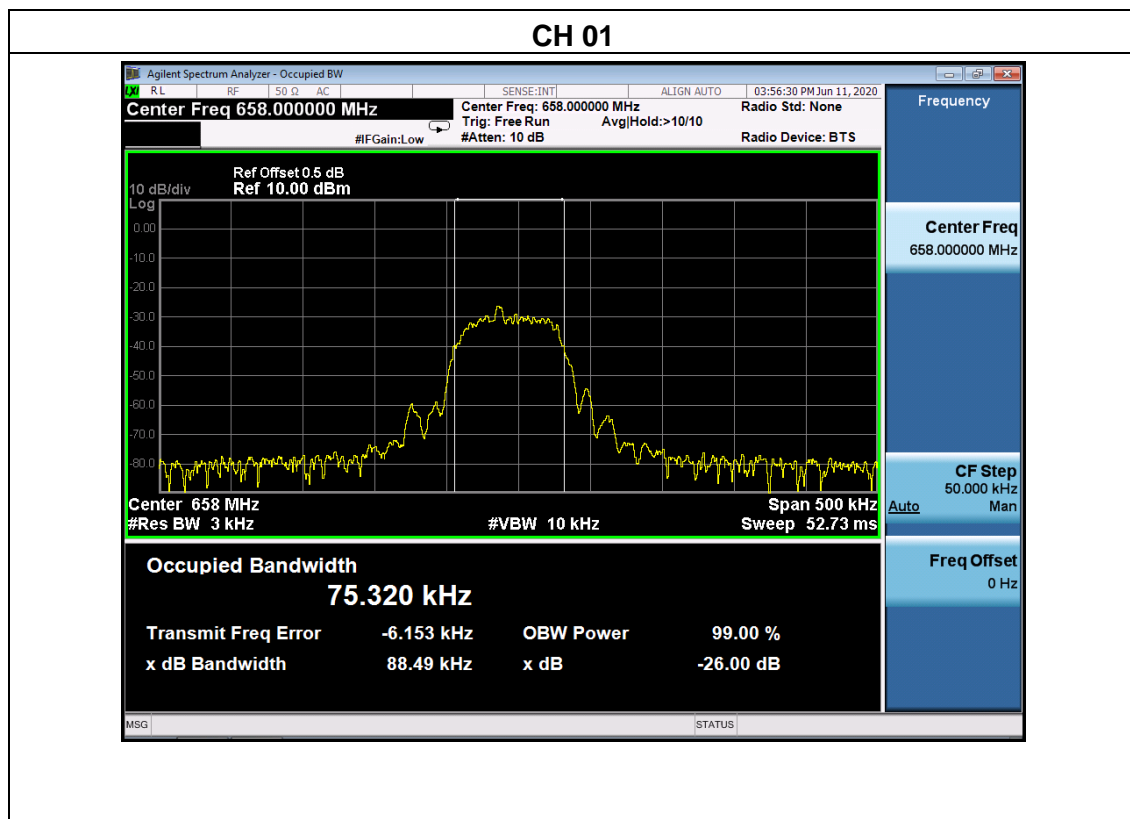 CH 01
Agilent Spectrum Analyzer - Occupied BW
LXI RL RF 50 Ω AC SENSE:INT ALIGN AUTO 03:56:30 PM Jun 11, 2020
Center Freq 658.000000 MHz
Center Freq: 658.000000 MHz Radio Std: None
Trig: Free Run Avg|Hold:>10/10
#IFGain:Low #Atten: 10 dB Radio Device: BTS
Ref Offset 0.5 dB
10 dB/div Ref 10.00 dBm
Log
0.00
-10.0
-20.0
-30.0
-40.0
-50.0
-60.0
-70.0
-80.0
Center 658 MHz Span 500 kHz
#Res BW 3 kHz #VBW 10 kHz Sweep 52.73 ms
Occupied Bandwidth
75.320 kHz
Transmit Freq Error -6.153 kHz OBW Power 99.00 %
x dB Bandwidth 88.49 kHz x dB -26.00 dB
MSG STATUS
Frequency
Center Freq
658.000000 MHz
CF Step
50.000 kHz
Auto Man
Freq Offset
0 Hz